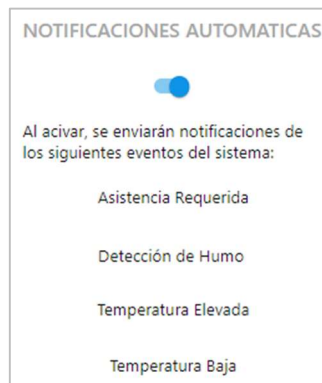 NOTIFICACIONES AUTOMATICAS
Al acivar, se enviarán notificaciones de
los siguientes eventos del sistema:
Asistencia Requerida
Detección de Humo
Temperatura Elevada
Temperatura Baja